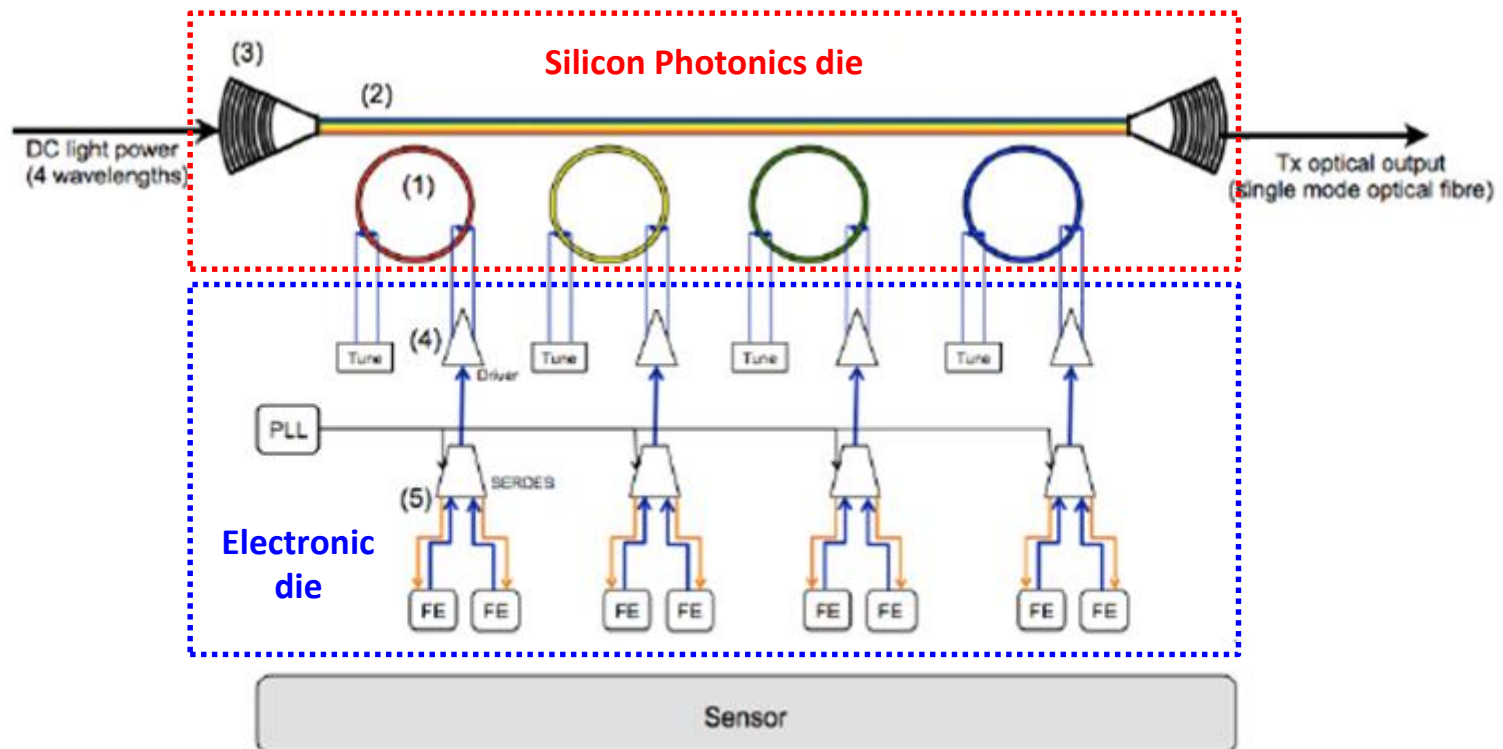 (3)
Silicon Photonics die
(2)
DC light power
(4 wavelengths)
Tx optical output
(single mode optical fibre)
(1)
(4)
Tune
Tune
Tune
Tune
Driver
PLL
SERDES
(5)
Electronic
die
FE FE FE FE FE FE FE FE
Sensor